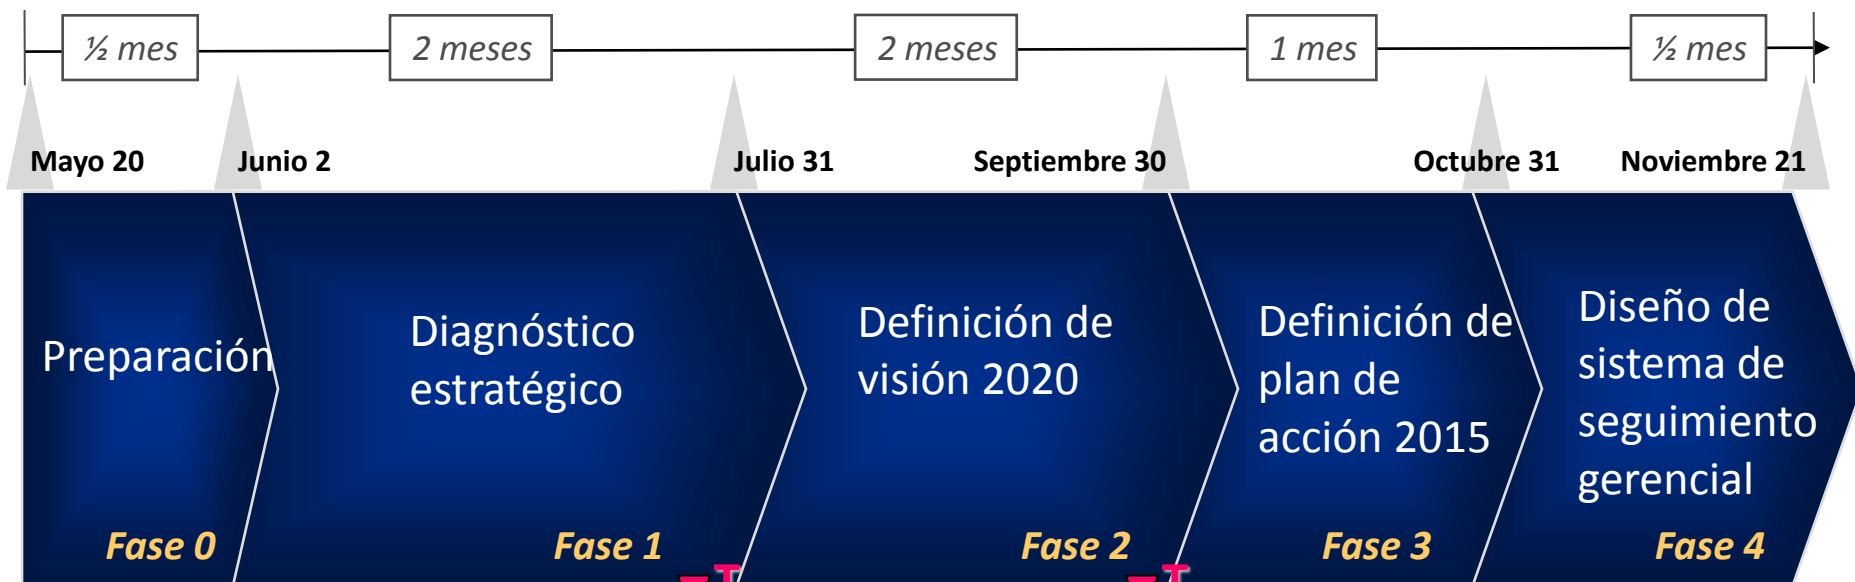 ½ mes
2 meses
2 meses
1 mes
½ mes
Mayo 20
Junio 2
Julio 31
Septiembre 30
Octubre 31
Noviembre 21
Preparación
Fase 0
Diagnóstico
estratégico
Fase 1
Definición de
visión 2020
Fase 2
Definición de
plan de
acción 2015
Fase 3
Diseño de
sistema de
seguimiento
gerencial
Fase 4